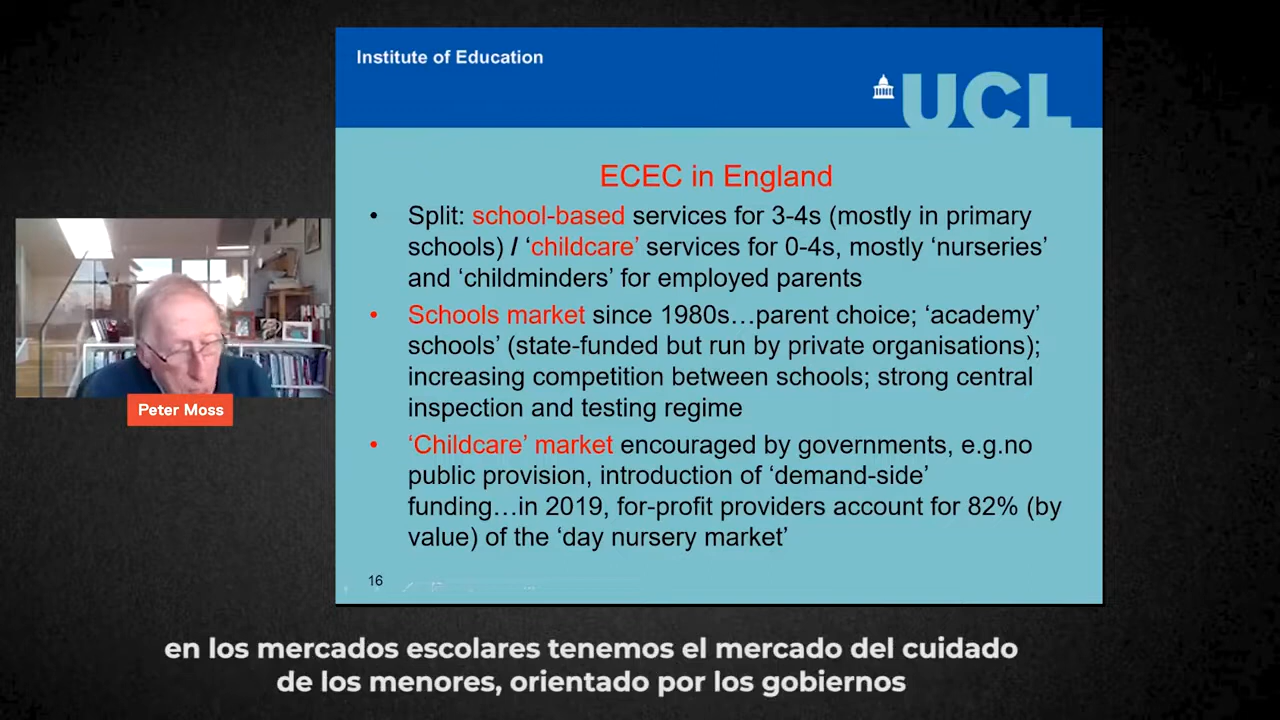 Institute of Education
UCL
ECEC in England
• Split: school-based services for 3-4s (mostly in primary
schools) / ‘childcare’ services for 0-4s, mostly ‘nurseries’
and ‘childminders’ for employed parents
• Schools market since 1980s…parent choice; ‘academy’
schools’ (state-funded but run by private organisations);
increasing competition between schools; strong central
inspection and testing regime
• ‘Childcare’ market encouraged by governments, e.g.no
public provision, introduction of ‘demand-side’
funding…in 2019, for-profit providers account for 82% (by
value) of the ‘day nursery market’
16
Peter Moss
en los mercados escolares tenemos el mercado del cuidado
de los menores, orientado por los gobiernos